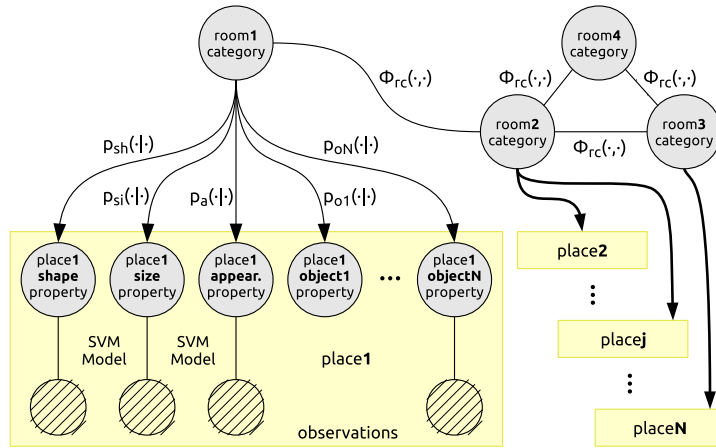 room1
category
room4
category
Φrc(·,·)
Φrc(·,·)
Φrc(·,·)
room2
category
room3
category
Φrc(·,·)
psh(·|·)
poN(·|·)
psi(·|·)
pa(·|·)
po1(·|·)
place1
shape
property
place1
size
property
place1
appear.
property
place1
object1
property
...
place1
objectN
property
place2
SVM
Model
SVM
Model
place1
placej
observations
placeN